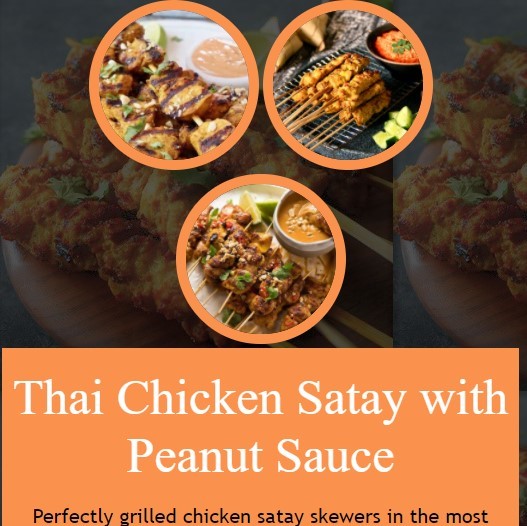 Thai Chicken Satay with
Peanut Sauce
Perfectly grilled chicken satay skewers in the most